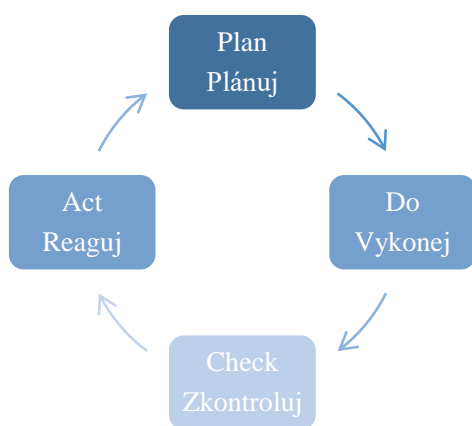 Plan
Plánuj
Do
Vykonej
Check
Zkontroluj
Act
Reaguj